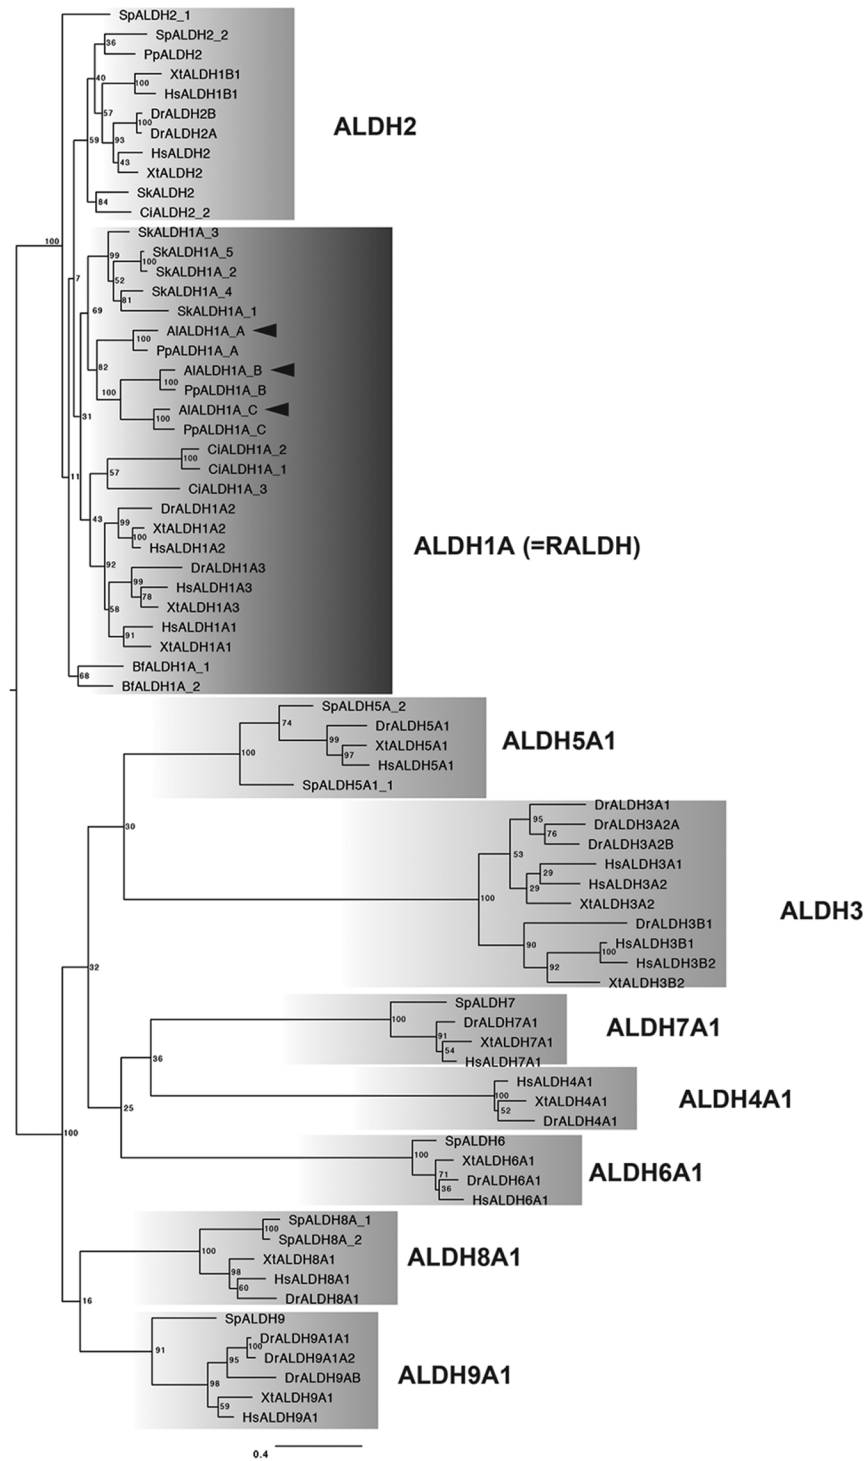 SpALDH2_1
SpALDH2_2
36
PpALDH2
40
XtALDH1B1
100
HsALDH1B1
57
DrALDH2B
100
DrALDH2A
59
93
HsALDH2
43
XtALDH2
SkALDH2
84
CiALDH2_2
ALDH2
100
SkALDH1A_3
99
SkALDH1A_5
100
SkALDH1A_2
7
52
SkALDH1A_4
81
69
SkALDH1A_1
AlALDH1A_A
100
PpALDH1A_A
82
AlALDH1A_B
100
PpALDH1A_B
100
AlALDH1A_C
31
100
PpALDH1A_C
CiALDH1A_2
100
CiALDH1A_1
11
57
CiALDH1A_3
43
DrALDH1A2
99
XtALDH1A2
100
HsALDH1A2
ALDH1A (=RALDH)
92
DrALDH1A3
99
HsALDH1A3
78
XtALDH1A3
58
HsALDH1A1
91
XtALDH1A1
BfALDH1A_1
68
BfALDH1A_2
SpALDH5A_2
74
DrALDH5A1
99
XtALDH5A1
100
97
HsALDH5A1
SpALDH5A1_1
ALDH5A1
30
DrALDH3A1
95
DrALDH3A2A
76
DrALDH3A2B
53
HsALDH3A1
29
HsALDH3A2
29
XtALDH3A2
100
DrALDH3B1
90
HsALDH3B1
100
HsALDH3B2
92
XtALDH3B2
ALDH3
32
SpALDH7
100
DrALDH7A1
91
XtALDH7A1
54
HsALDH7A1
ALDH7A1
36
HsALDH4A1
100
XtALDH4A1
52
DrALDH4A1
ALDH4A1
25
100
SpALDH6
100
XtALDH6A1
71
DrALDH6A1
36
HsALDH6A1
ALDH6A1
SpALDH8A_1
100
SpALDH8A_2
100
XtALDH8A1
98
HsALDH8A1
60
DrALDH8A1
ALDH8A1
16
SpALDH9
DrALDH9A1A1
100
DrALDH9A1A2
91
95
DrALDH9AB
98
XtALDH9A1
59
HsALDH9A1
ALDH9A1
0.4